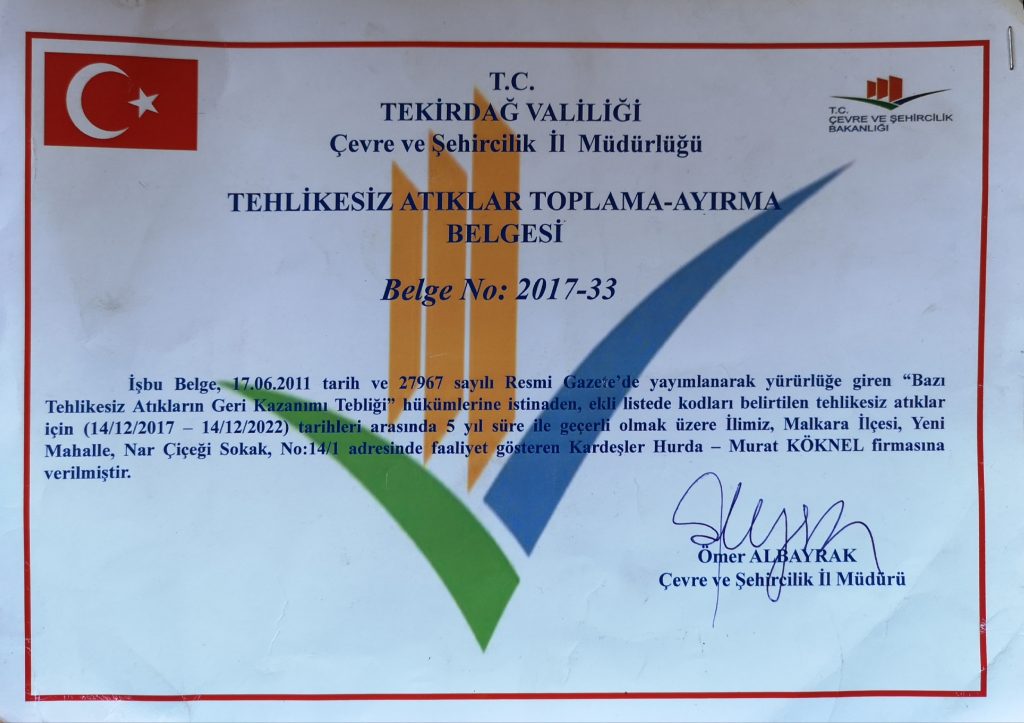 T.C.
TEKİRDAĞ VALİLİĞİ
Çevre ve Şehircilik İl Müdürlüğü
T.C.
ÇEVRE VE ŞEHİRCİLİK
BAKANLIĞI
TEHLİKESİZ ATIKLAR TOPLAMA-AYIRMA
BELGESİ
Belge No: 2017-33
İşbu Belge, 17.06.2011 tarih ve 27967 sayılı Resmi Gazete’de yayımlanarak yürürlüğe giren “Bazı
Tehlikesiz Atıkların Geri Kazanımı Tebliği” hükümlerine istinaden, ekli listede kodları belirtilen tehlikesiz atıklar
için (14/12/2017 – 14/12/2022) tarihleri arasında 5 yıl süre ile geçerli olmak üzere İlimiz, Malkara İlçesi, Yeni
Mahalle, Nar Çiçeği Sokak, No:14/1 adresinde faaliyet gösteren Kardeşler Hurda – Murat KÖKNEL firmasına
verilmiştir.
Ömer ALBAYRAK
Çevre ve Şehircilik İl Müdürü